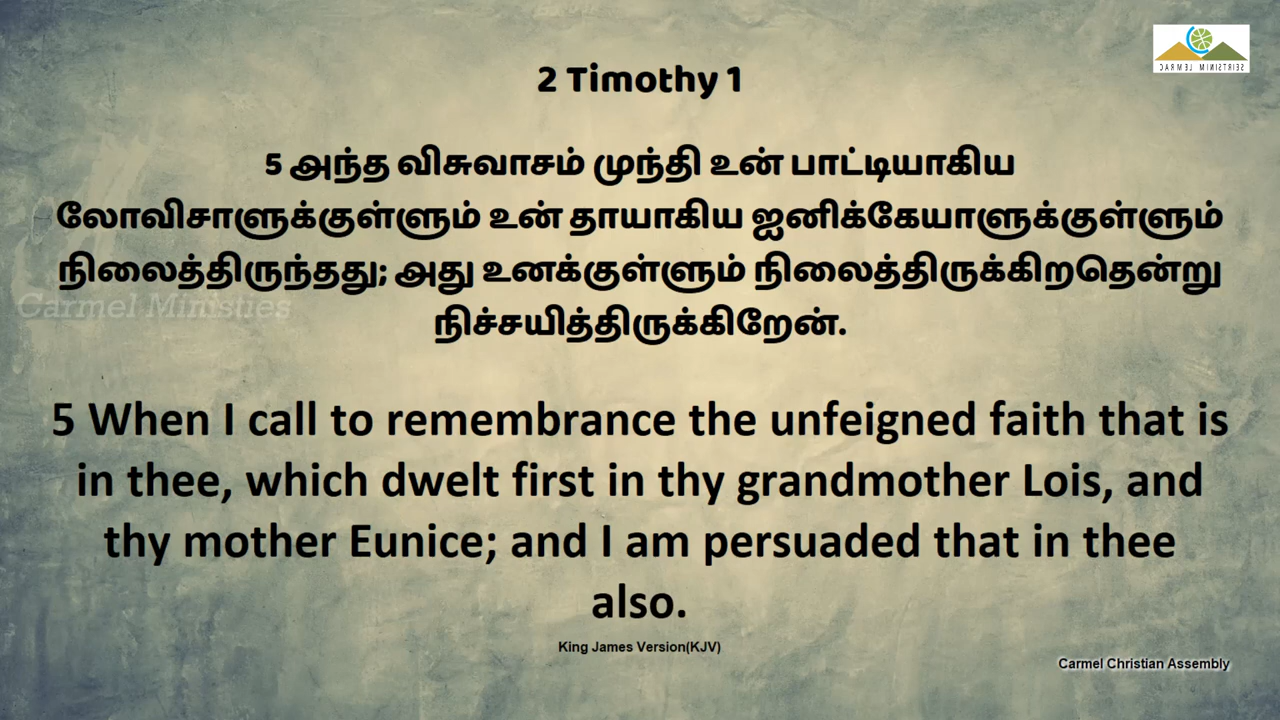 2 Timothy 1
5 அந்த விசுவாசம் முந்தி உன் பாட்டியாகிய
லோவிசாளுக்குள்ளும் உன் தாயாகிய ஐனிக்கேயாளுக்குள்ளும்
நிலைத்திருந்தது; அது உனக்குள்ளும் நிலைத்திருக்கிறதென்று
நிச்சயித்திருக்கிறேன்.
Carmel Ministies
5 When I call to remembrance the unfeigned faith that is
in thee, which dwelt first in thy grandmother Lois, and
thy mother Eunice; and I am persuaded that in thee
also.
King James Version(KJV)
Carmel Christian Assembly